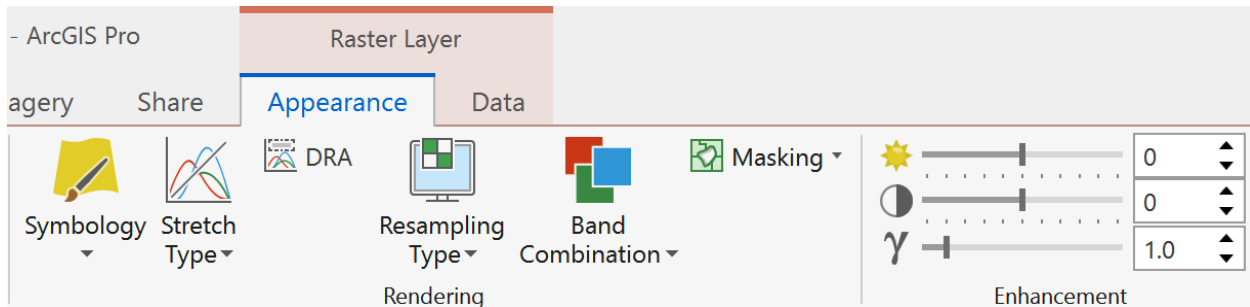 - ArcGIS Pro
Raster Layer
agery Share Appearance Data
Symbology
Stretch Type
DRA
Resampling Type
Band Combination
Masking
0
0
γ 1.0
Rendering
Enhancement